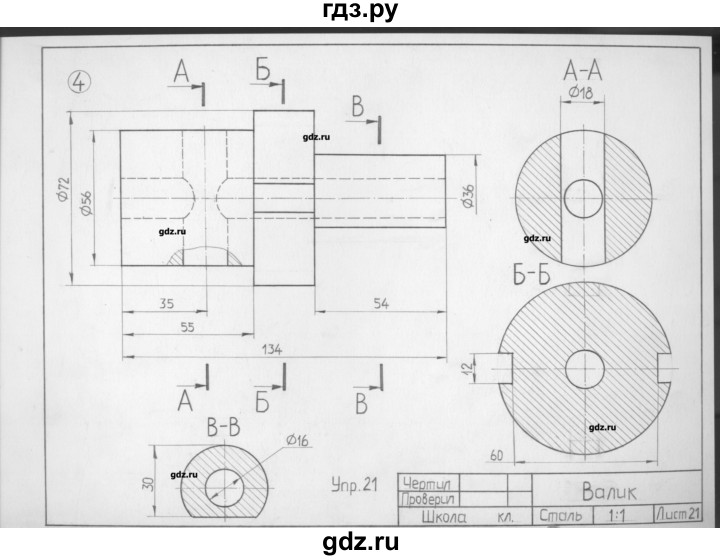 гдз.ру
4
А
Б
В
А-А
Ø18
gdz.ru
Ø72
Ø56
Ø36
gdz.ru
gdz.ru
gdz.ru
Б-Б
35
54
55
134
12
А
Б
В
В-В
Ø16
gdz.ru
gdz.ru
30
60
Упр. 21
Чертил
Проверил
Валик
Школа кл. Сталь 1:1 Лист 21
gdz.ru